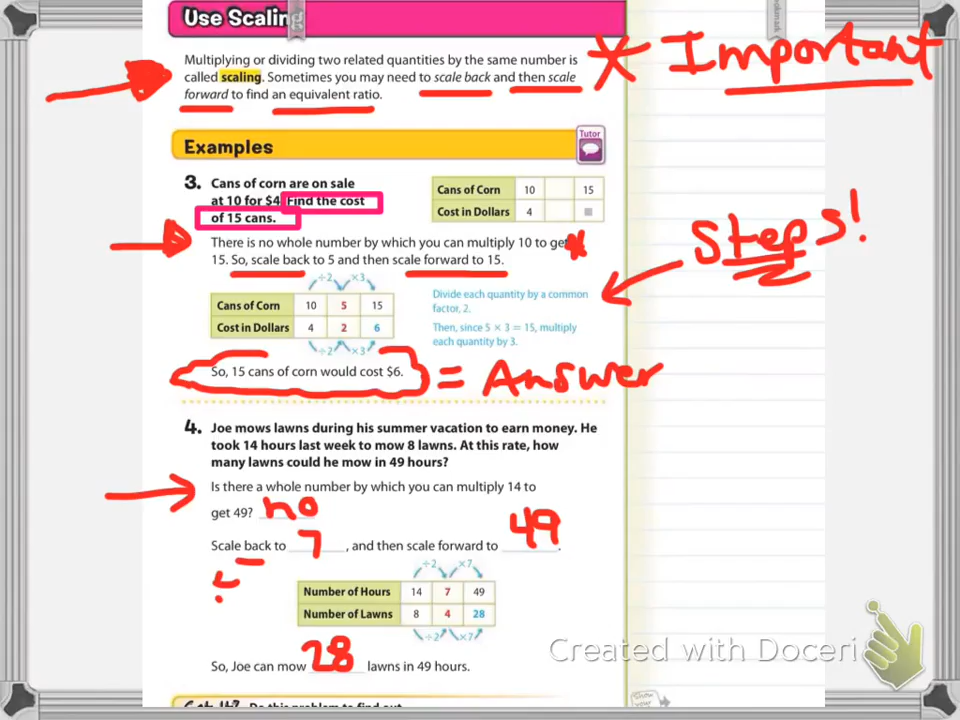 Use Scaling
Multiplying or dividing two related quantities by the same number is
called scaling. Sometimes you may need to scale back and then scale
forward to find an equivalent ratio.
* Important
Examples
Tutor
3. Cans of corn are on sale
at 10 for $4. Find the cost
of 15 cans.
Cans of Corn 10 15
Cost in Dollars 4
There is no whole number by which you can multiply 10 to get
15. So, scale back to 5 and then scale forward to 15.
Steps!
÷2 ×3
Cans of Corn 10 5 15
Cost in Dollars 4 2 6
÷2 ×3
Divide each quantity by a common
factor, 2.
Then, since 5 × 3 = 15, multiply
each quantity by 3.
So, 15 cans of corn would cost $6. = Answer
4. Joe mows lawns during his summer vacation to earn money. He
took 14 hours last week to mow 8 lawns. At this rate, how
many lawns could he mow in 49 hours?
Is there a whole number by which you can multiply 14 to
get 49? no
Scale back to 7, and then scale forward to 49.
÷
÷2 ×7
Number of Hours 14 7 49
Number of Lawns 8 4 28
÷2 ×7
So, Joe can mow 28 lawns in 49 hours.
Created with Doceri
Got It? Do this problem to find out.
Show your